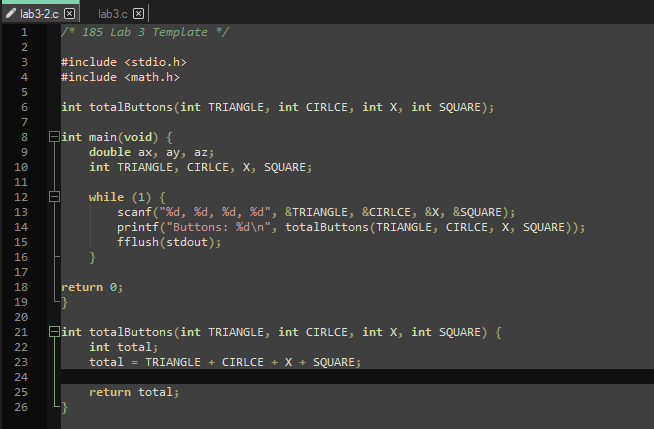 lab3-2.c lab3.c
1 /* 185 Lab 3 Template */
2
3 #include <stdio.h>
4 #include <math.h>
5
6 int totalButtons(int TRIANGLE, int CIRLCE, int X, int SQUARE);
7
8 int main(void) {
9 double ax, ay, az;
10 int TRIANGLE, CIRLCE, X, SQUARE;
11
12 while (1) {
13 scanf("%d, %d, %d, %d", &TRIANGLE, &CIRLCE, &X, &SQUARE);
14 printf("Buttons: %d\n", totalButtons(TRIANGLE, CIRLCE, X, SQUARE));
15 fflush(stdout);
16 }
17
18 return 0;
19 }
20
21 int totalButtons(int TRIANGLE, int CIRLCE, int X, int SQUARE) {
22 int total;
23 total = TRIANGLE + CIRLCE + X + SQUARE;
24
25 return total;
26 }